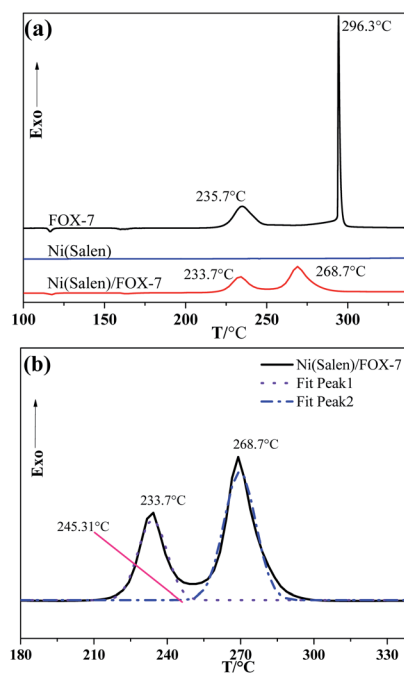 (a)
296.3°C
Exo
235.7°C
FOX-7
Ni(Salen)
Ni(Salen)/FOX-7
233.7°C
268.7°C
100 150 200 250 300
T/°C
(b)
Ni(Salen)/FOX-7
Fit Peak1
Fit Peak2
Exo
268.7°C
233.7°C
245.31°C
180 210 240 270 300 330
T/°C